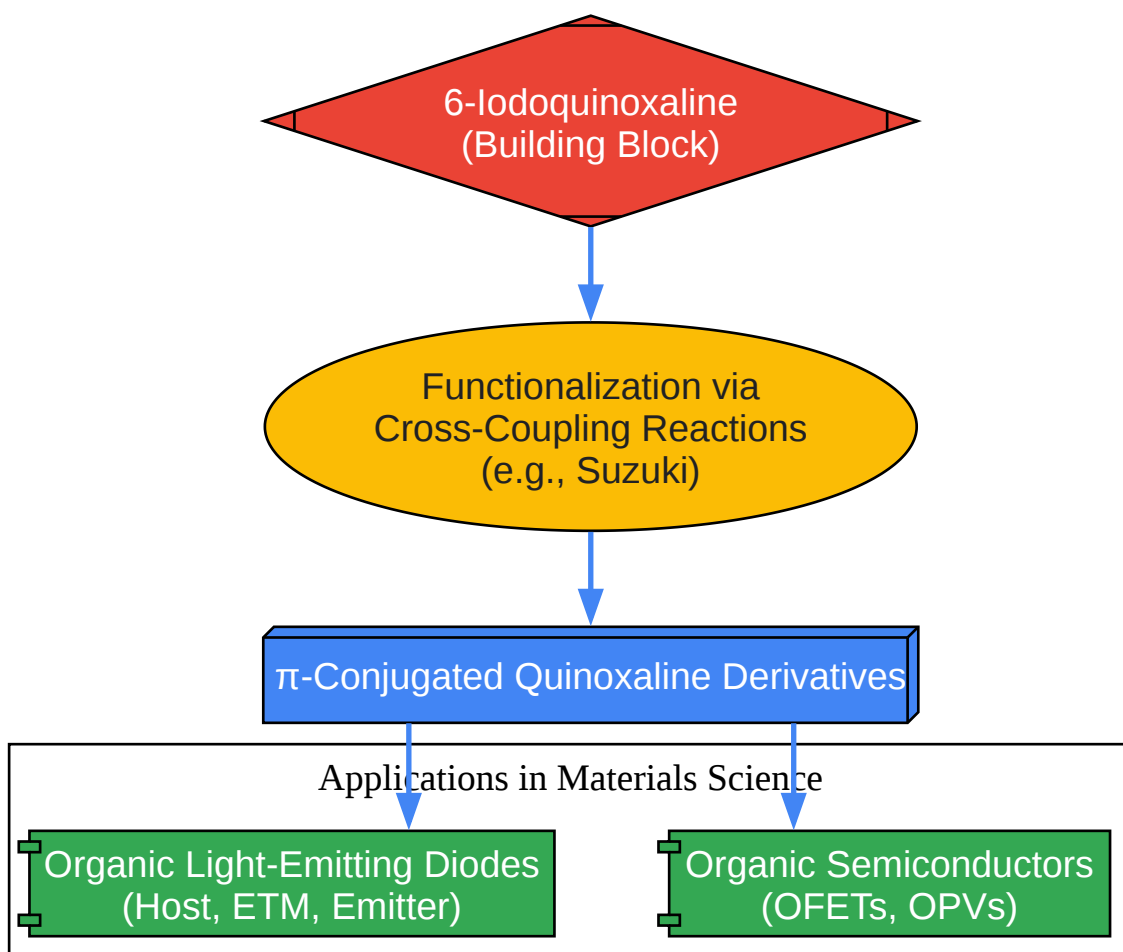 6-Iodoquinoxaline
(Building Block)
Functionalization via
Cross-Coupling Reactions
(e.g., Suzuki)
π-Conjugated Quinoxaline Derivatives
Applications in Materials Science
Organic Light-Emitting Diodes
(Host, ETM, Emitter)
Organic Semiconductors
(OFETs, OPVs)